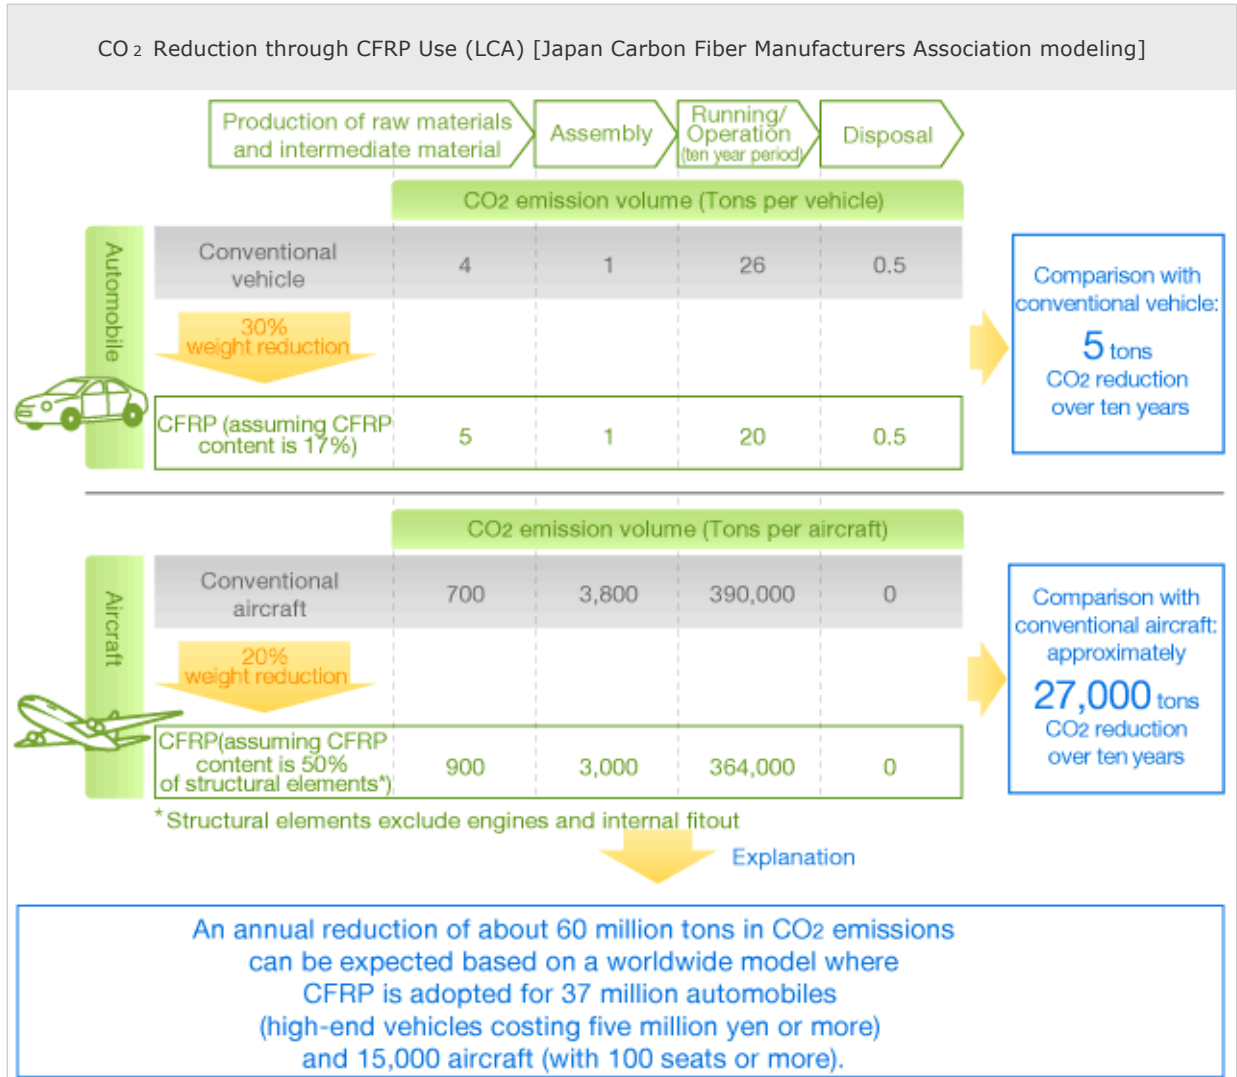 CO2 Reduction through CFRP Use (LCA) [Japan Carbon Fiber Manufacturers Association modeling]
Production of raw materials
and intermediate material
Assembly
Running/
Operation
(ten year period)
Disposal
CO2 emission volume (Tons per vehicle)
Automobile
Conventional
vehicle
4 1 26 0.5
30%
weight reduction
CFRP (assuming CFRP
content is 17%)
5 1 20 0.5
Comparison with
conventional vehicle:
5 tons
CO2 reduction
over ten years
CO2 emission volume (Tons per aircraft)
Aircraft
Conventional
aircraft
700 3,800 390,000 0
20%
weight reduction
CFRP(assuming CFRP
content is 50%
of structural elements*)
900 3,000 364,000 0
Comparison with
conventional aircraft:
approximately
27,000 tons
CO2 reduction
over ten years
*Structural elements exclude engines and internal fitout
Explanation
An annual reduction of about 60 million tons in CO2 emissions
can be expected based on a worldwide model where
CFRP is adopted for 37 million automobiles
(high-end vehicles costing five million yen or more)
and 15,000 aircraft (with 100 seats or more).